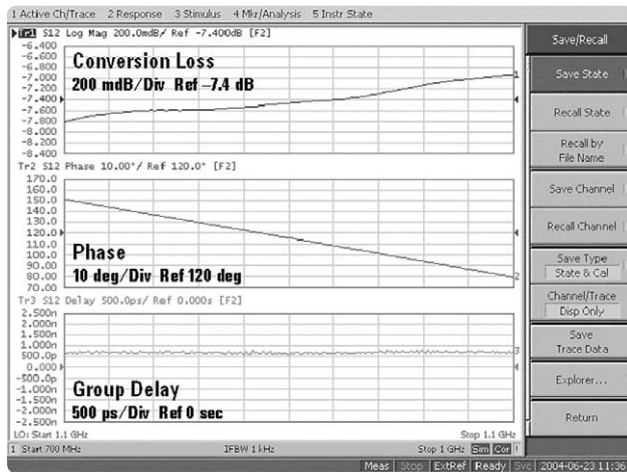 1 Active Ch/Trace 2 Response 3 Stimulus 4 Mkr/Analysis 5 Instr State
Tr1 S12 Log Mag 200.0mdB/ Ref -7.400dB [F2]
-6.400
-6.600
-6.800
-7.000
-7.200
-7.400
-7.600
-7.800
-8.000
-8.200
-8.400
Conversion Loss
200 mdB/Div Ref –7.4 dB
1
Tr2 S12 Phase 10.00°/ Ref 120.0° [F2]
170.0
160.0
150.0
140.0
130.0
120.0
110.0
100.0
90.00
80.00
70.00
Phase
10 deg/Div Ref 120 deg
2
Tr3 S12 Delay 500.0ps/ Ref 0.000s [F2]
2.500n
2.000n
1.500n
1.000n
500.0p
0.000
-500.0p
-1.000n
-1.500n
-2.000n
-2.500n
Group Delay
500 ps/Div Ref 0 sec
3
LO: Start 1.1 GHz Stop 1.1 GHz
1 Start 700 MHz IFBW 1 kHz Stop 1 GHz Sim Cor !
Meas Stop ExtRef Ready Svc 2004-06-23 11:3
Save/Recall
Save State
Recall State
Recall by
File Name
Save Channel
Recall Channel
Save Type
State & Cal
Channel/Trace
Disp Only
Save
Trace Data
Explorer...
Return